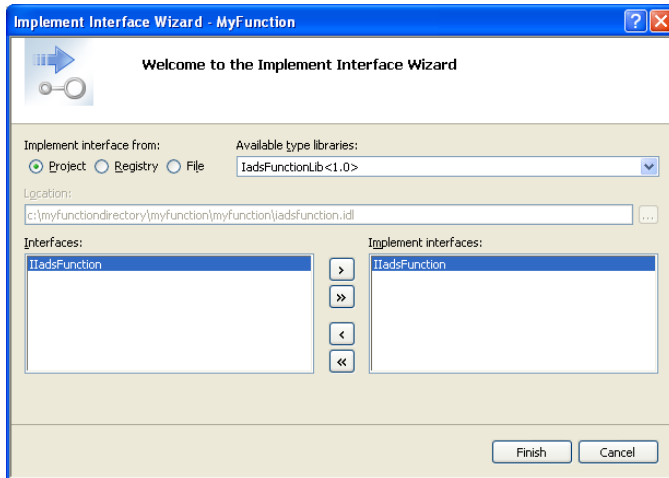 Implement Interface Wizard - MyFunction
Welcome to the Implement Interface Wizard
Implement interface from:
Available type libraries:
Project Registry File
IadsFunctionLib<1.0>
Location:
c:\myfunctiondirectory\myfunction\myfunction\iadsfunction.idl
...
Interfaces:
Implement interfaces:
IIadsFunction
IIadsFunction
>
>>
<
<<
Finish
Cancel